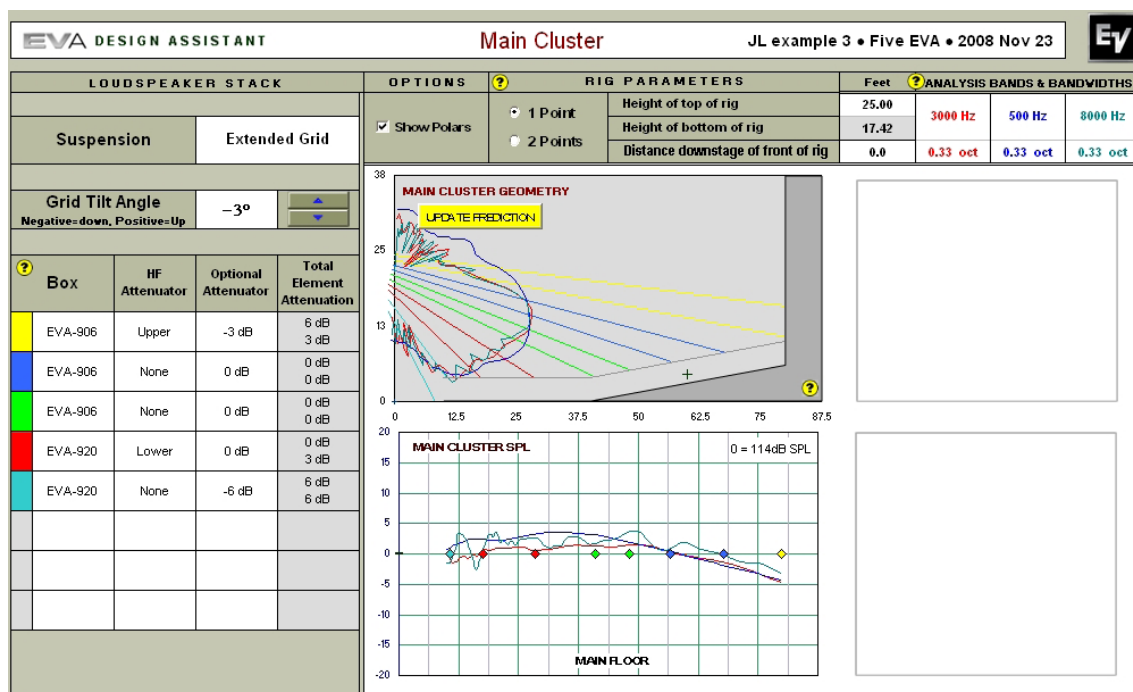 EVA DESIGN ASSISTANT
Main Cluster
JL example 3 • Five EVA • 2008 Nov 23
EV
LOUDSPEAKER STACK
OPTIONS
?
RIG PARAMETERS
Feet
?
ANALYSIS BANDS & BANDWIDTHS
Suspension
Extended Grid
Show Polars
1 Point
2 Points
Height of top of rig
25.00
Height of bottom of rig
17.42
Distance downstage of front of rig
0.0
3000 Hz
500 Hz
8000 Hz
0.33 oct
0.33 oct
0.33 oct
Grid Tilt Angle
Negative=down, Positive=Up
-3º
?
Box
HF Attenuator
Optional Attenuator
Total Element Attenuation
EVA-906
Upper
-3 dB
6 dB
3 dB
EVA-906
None
0 dB
0 dB
0 dB
EVA-906
None
0 dB
0 dB
0 dB
EVA-920
Lower
0 dB
0 dB
3 dB
EVA-920
None
-6 dB
6 dB
6 dB
MAIN CLUSTER GEOMETRY
UPDATE PREDICTION
38
25
13
0
?
0 12.5 25 37.5 50 62.5 75 87.5
MAIN CLUSTER SPL
0 = 114dB SPL
20
15
10
5
0
-5
-10
-15
-20
MAIN FLOOR